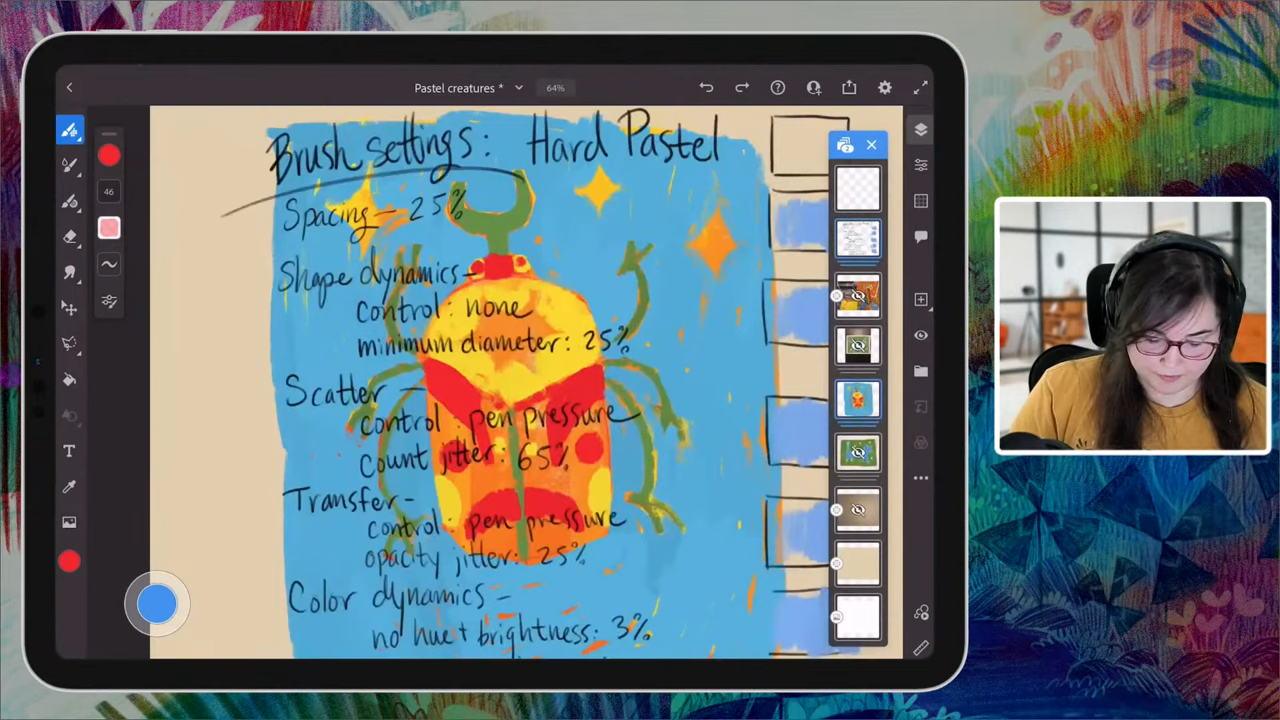 Pastel creatures *
64%
46
2
Brush settings: Hard Pastel
Spacing - 25%
Shape dynamics -
control: none
minimum diameter: 25%
Scatter -
control: pen pressure
count jitter: 65%
Transfer -
control: pen pressure
opacity jitter: 25%
Color dynamics -
no hue + brightness: 3%